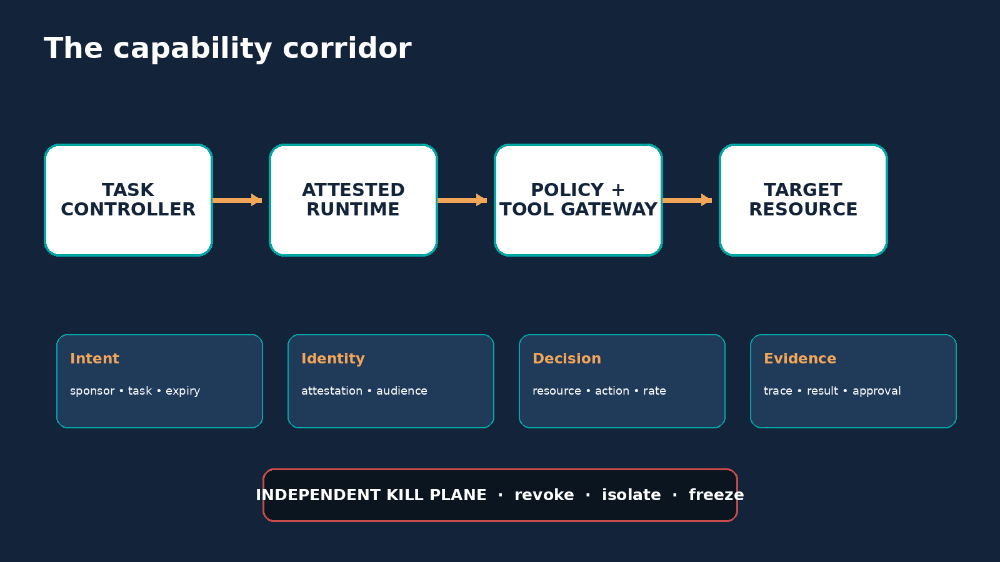 The capability corridor
TASK
CONTROLLER
ATTESTED
RUNTIME
POLICY +
TOOL GATEWAY
TARGET
RESOURCE
Intent
sponsor • task • expiry
Identity
attestation • audience
Decision
resource • action • rate
Evidence
trace • result • approval
INDEPENDENT KILL PLANE · revoke · isolate · freeze